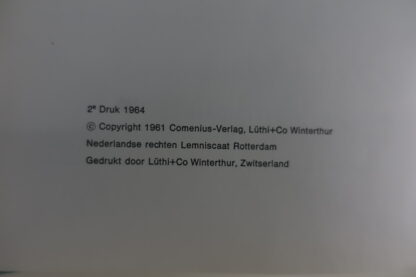 2e Druk 1964
© Copyright 1961 Comenius-Verlag, Lüthi+Co Winterthur
Nederlandse rechten Lemniscaat Rotterdam
Gedrukt door Lüthi+Co Winterthur, Zwitserland